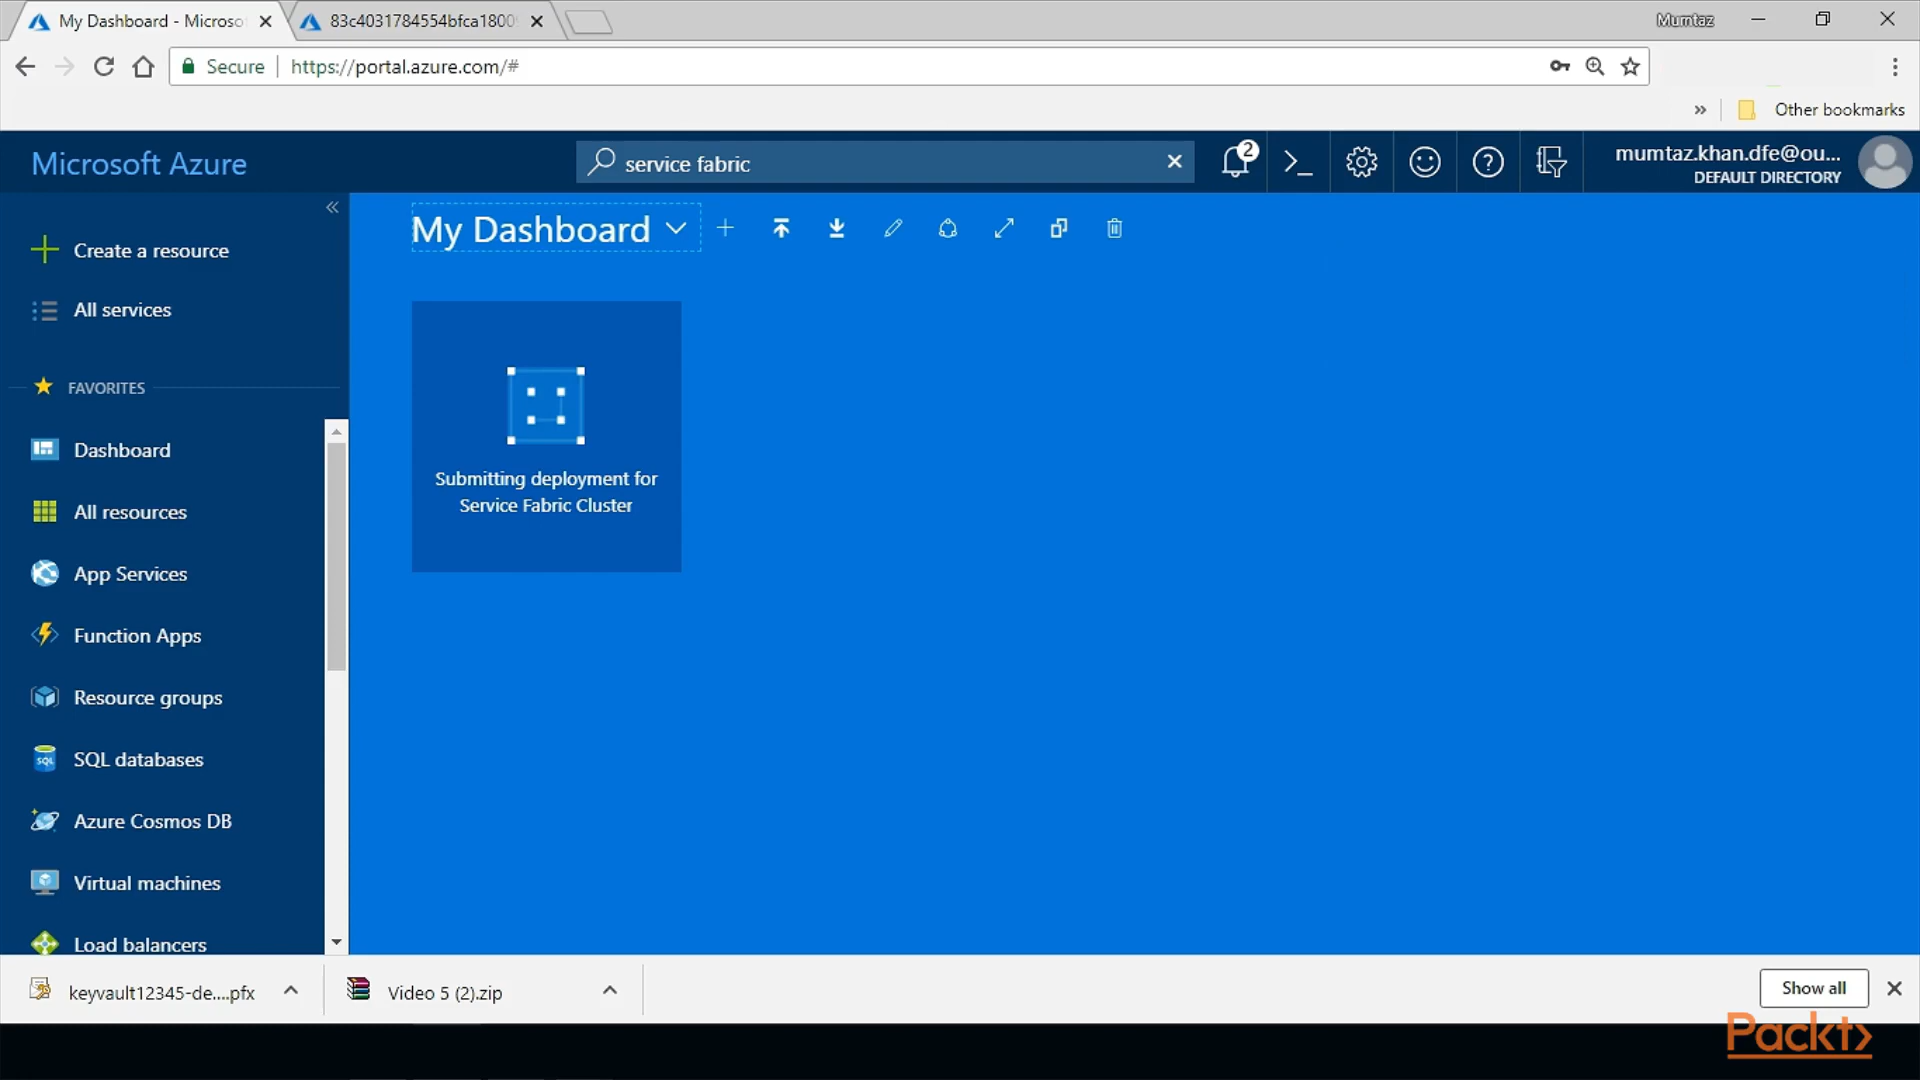 My Dashboard - Microso
83c4031784554bfca1800
Mumtaz
Secure
https://portal.azure.com/#
Other bookmarks
Microsoft Azure
service fabric
2
mumtaz.khan.dfe@ou...
DEFAULT DIRECTORY
My Dashboard
Create a resource
All services
FAVORITES
Dashboard
All resources
App Services
Function Apps
Resource groups
SQL databases
Azure Cosmos DB
Virtual machines
Load balancers
Submitting deployment for
Service Fabric Cluster
keyvault12345-de....pfx
Video 5 (2).zip
Show all
Packt